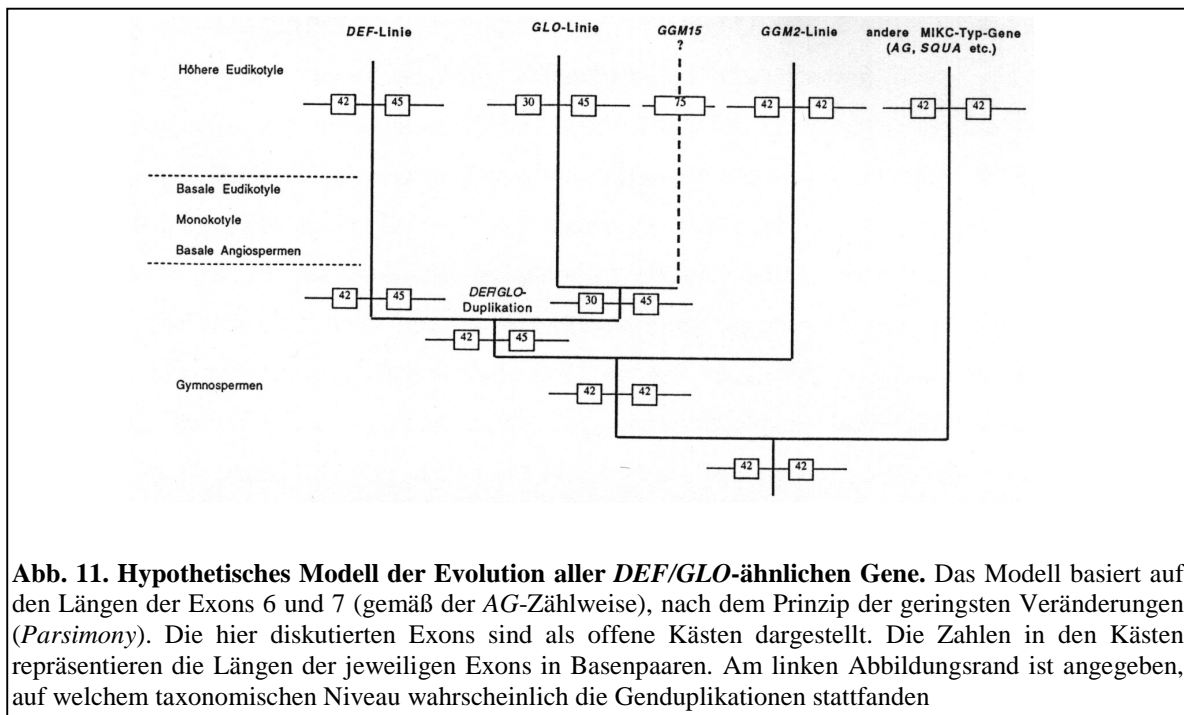 DEF-Linie
GLO-Linie
GGM15
?
GGM2-Linie
andere MIKC-Typ-Gene
(AG, SQUA etc.)
Höhere Eudikotyle
42 45 30 45 75 42 42 42 42
Basale Eudikotyle
Monokotyle
Basale Angiospermen
42 45
DEF/GLO-
Duplikation
30 45
42 45
Gymnospermen
42 42
42 42
Abb. 11. Hypothetisches Modell der Evolution aller DEF/GLO-ähnlichen Gene. Das Modell basiert auf
den Längen der Exons 6 und 7 (gemäß der AG-Zählweise), nach dem Prinzip der geringsten Veränderungen
(Parsimony). Die hier diskutierten Exons sind als offene Kästen dargestellt. Die Zahlen in den Kästen
repräsentieren die Längen der jeweiligen Exons in Basenpaaren. Am linken Abbildungsrand ist angegeben,
auf welchem taxonomischen Niveau wahrscheinlich die Genduplikationen stattfanden